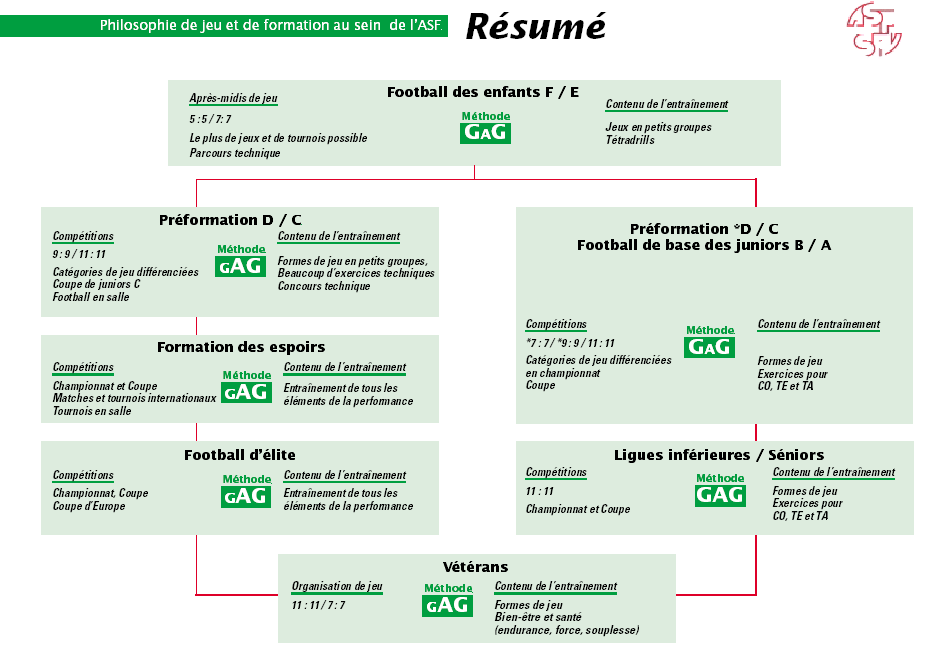 Philosophie de jeu et de formation au sein de l'ASF.
Résumé
ASF
SFV
Football des enfants F / E
Après-midis de jeu
5 : 5 / 7: 7
Le plus de jeux et de tournois possible
Parcours technique
Méthode
GAG
Contenu de l'entraînement
Jeux en petits groupes
Tétradrills
Préformation D / C
Compétitions
9 : 9 / 11 : 11
Catégories de jeu différenciées
Coupe de juniors C
Football en salle
Méthode
GAG
Contenu de l'entraînement
Formes de jeu en petits groupes,
Beaucoup d'exercices techniques
Concours technique
Préformation *D / C
Football de base des juniors B / A
Compétitions
*7 : 7 / *9 : 9 / 11 : 11
Catégories de jeu différenciées
en championnat
Coupe
Méthode
GAG
Contenu de l'entraînement
Formes de jeu
Exercices pour
CO, TE et TA
Formation des espoirs
Compétitions
Championnat et Coupe
Matches et tournois internationaux
Tournois en salle
Méthode
GAG
Contenu de l'entraînement
Entraînement de tous les
éléments de la performance
Football d'élite
Compétitions
Championnat, Coupe
Coupe d'Europe
Méthode
GAG
Contenu de l'entraînement
Entraînement de tous les
éléments de la performance
Ligues inférieures / Séniors
Compétitions
11 : 11
Championnat et Coupe
Méthode
GAG
Contenu de l'entraînement
Formes de jeu
Exercices pour
CO, TE et TA
Vétérans
Organisation de jeu
11 : 11 / 7 : 7
Méthode
GAG
Contenu de l'entraînement
Formes de jeu
Bien-être et santé
(endurance, force, souplesse)